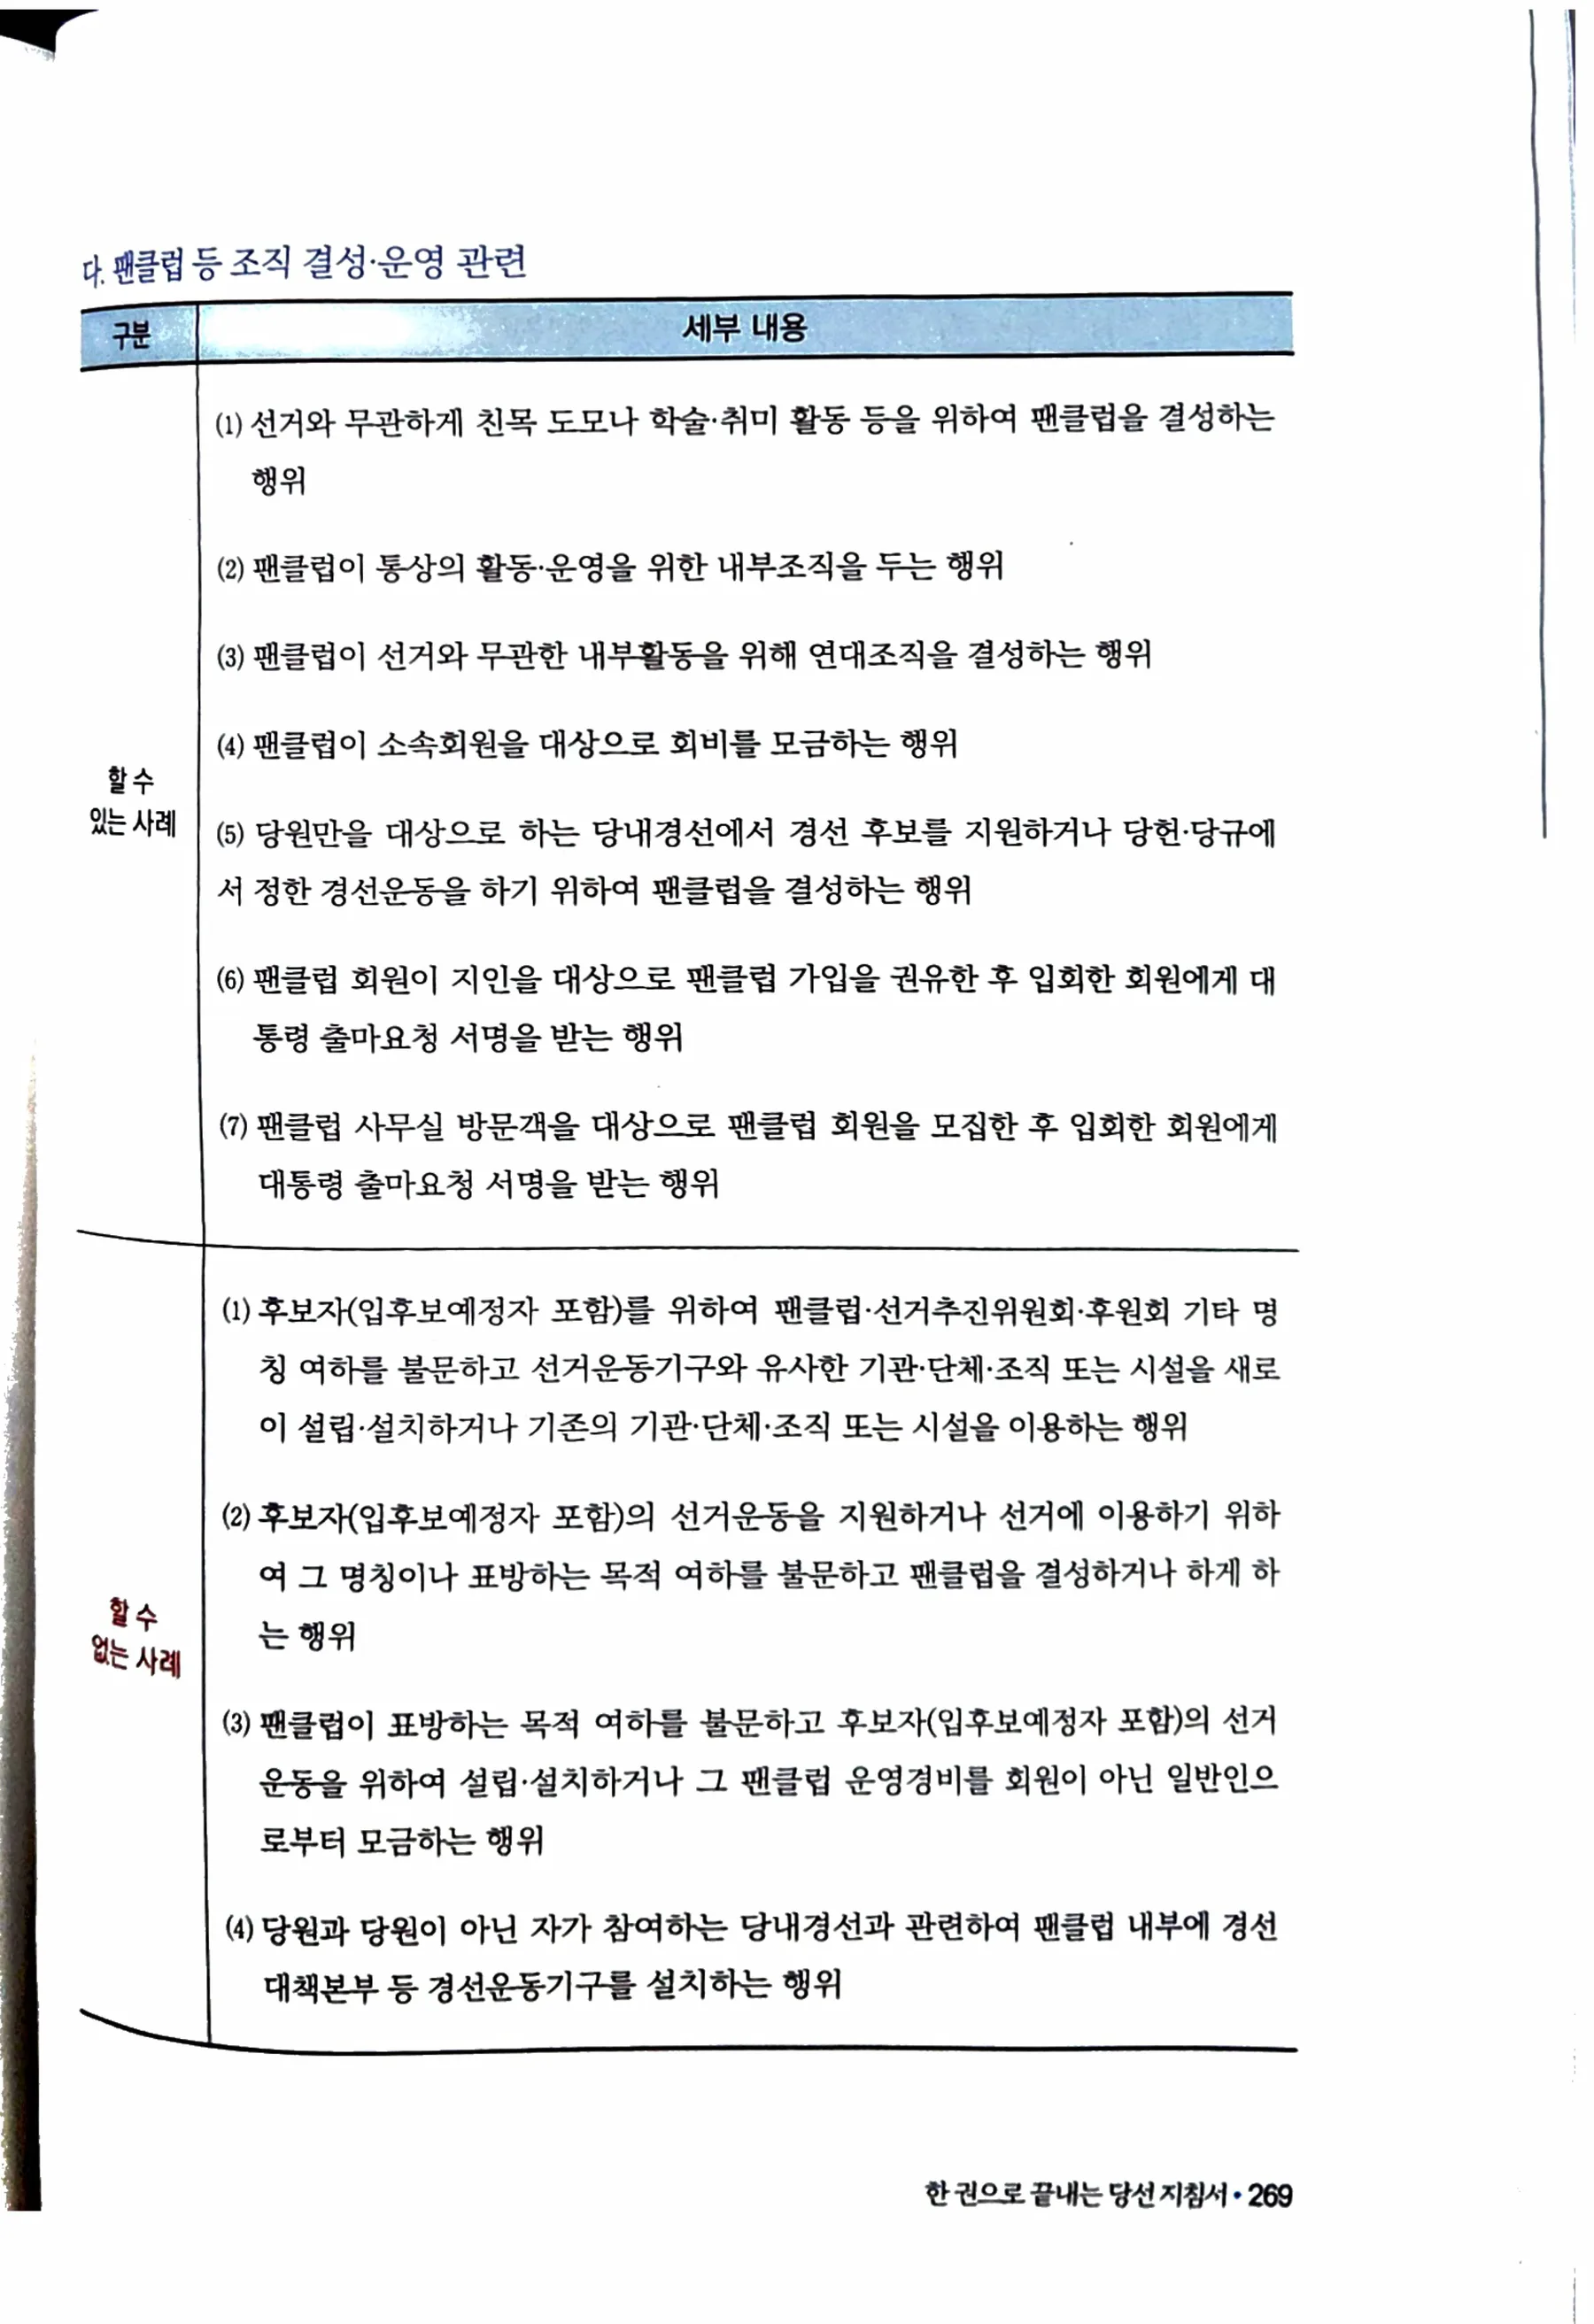 다. 팬클럽 등 조직 결성·운영 관련
구분
세부 내용
할 수
있는 사례
(1) 선거와 무관하게 친목 도모나 학술·취미 활동 등을 위하여 팬클럽을 결성하는
행위
(2) 팬클럽이 통상의 활동·운영을 위한 내부조직을 두는 행위
(3) 팬클럽이 선거와 무관한 내부활동을 위해 연대조직을 결성하는 행위
(4) 팬클럽이 소속회원을 대상으로 회비를 모금하는 행위
(5) 당원만을 대상으로 하는 당내경선에서 경선 후보를 지원하거나 당헌·당규에
서 정한 경선운동을 하기 위하여 팬클럽을 결성하는 행위
(6) 팬클럽 회원이 지인을 대상으로 팬클럽 가입을 권유한 후 입회한 회원에게 대
통령 출마요청 서명을 받는 행위
(7) 팬클럽 사무실 방문객을 대상으로 팬클럽 회원을 모집한 후 입회한 회원에게
대통령 출마요청 서명을 받는 행위
할 수
없는 사례
(1) 후보자(입후보예정자 포함)를 위하여 팬클럽·선거추진위원회·후원회 기타 명
칭 여하를 불문하고 선거운동기구와 유사한 기관·단체·조직 또는 시설을 새로
이 설립·설치하거나 기존의 기관·단체·조직 또는 시설을 이용하는 행위
(2) 후보자(입후보예정자 포함)의 선거운동을 지원하거나 선거에 이용하기 위하
여 그 명칭이나 표방하는 목적 여하를 불문하고 팬클럽을 결성하거나 하게 하
는 행위
(3) 팬클럽이 표방하는 목적 여하를 불문하고 후보자(입후보예정자 포함)의 선거
운동을 위하여 설립·설치하거나 그 팬클럽 운영경비를 회원이 아닌 일반인으
로부터 모금하는 행위
(4) 당원과 당원이 아닌 자가 참여하는 당내경선과 관련하여 팬클럽 내부에 경선
대책본부 등 경선운동기구를 설치하는 행위
한 권으로 끝내는 당선 지침서 • 269